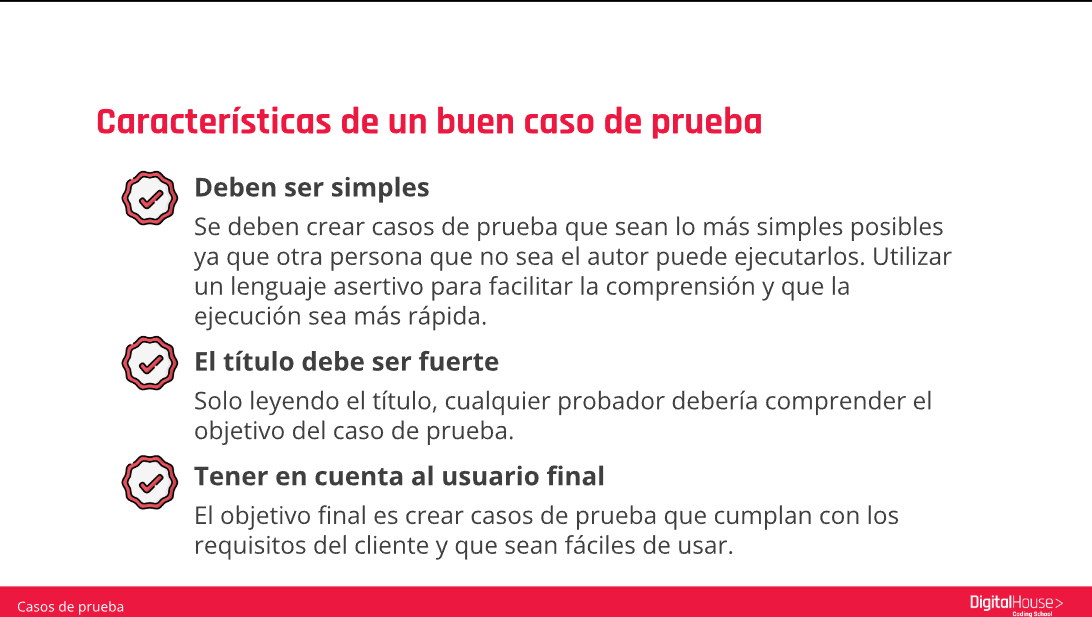 Características de un buen caso de prueba
Deben ser simples
Se deben crear casos de prueba que sean lo más simples posibles
ya que otra persona que no sea el autor puede ejecutarlos. Utilizar
un lenguaje asertivo para facilitar la comprensión y que la
ejecución sea más rápida.
El título debe ser fuerte
Solo leyendo el título, cualquier probador debería comprender el
objetivo del caso de prueba.
Tener en cuenta al usuario final
El objetivo final es crear casos de prueba que cumplan con los
requisitos del cliente y que sean fáciles de usar.
Casos de prueba
DigitalHouse>
Coding School